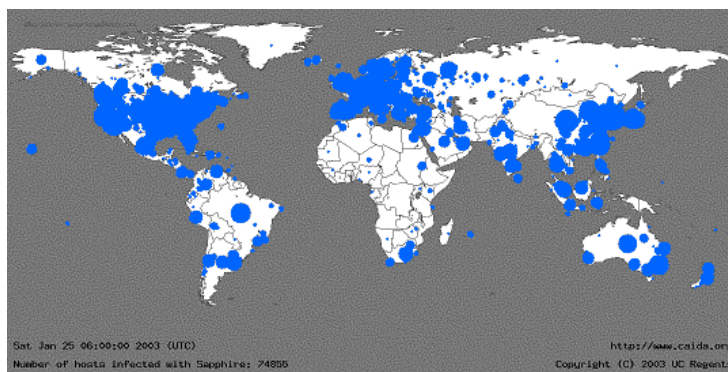 Sat Jan 25 06:00:00 2003 (UTC)
http://www.caida.or
Number of hosts infected with Sapphire: 74855
Copyright (C) 2003 UC Regent